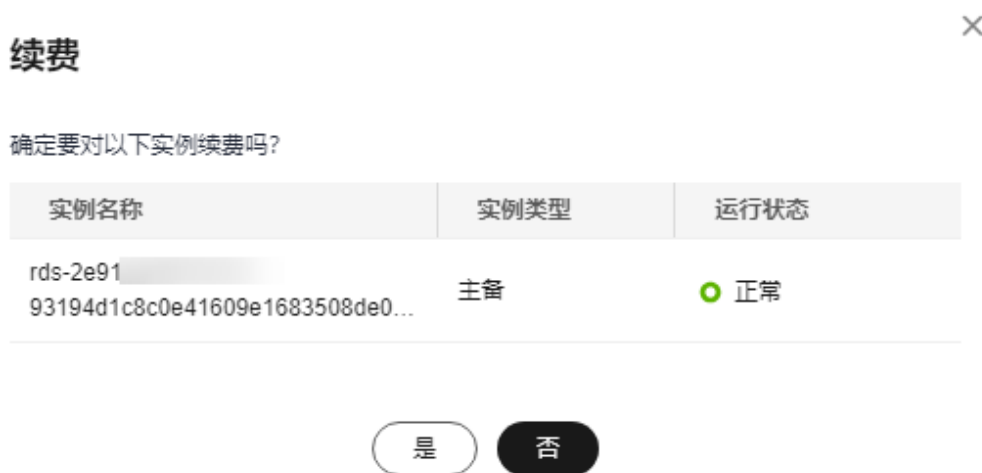 续费
确定要对以下实例续费吗?
实例名称 实例类型 运行状态
rds-2e91
93194d1c8c0e41609e1683508de0...
主备
正常
是 否